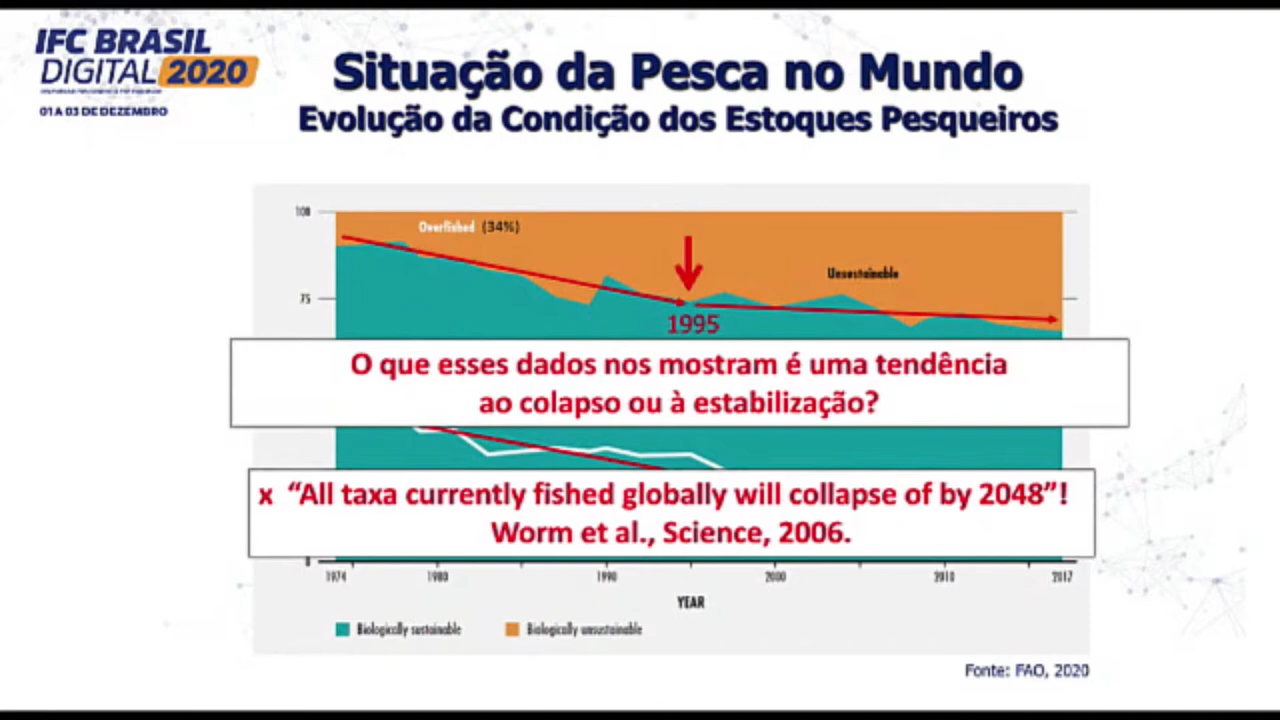 IFC BRASIL
DIGITAL 2020
01 A 03 DE DEZEMBRO
Situação da Pesca no Mundo
Evolução da Condição dos Estoques Pesqueiros
100
Overfished (34%)
Unsustainable
75
1995
O que esses dados nos mostram é uma tendência
ao colapso ou à estabilização?
x “All taxa currently fished globally will collapse of by 2048”!
Worm et al., Science, 2006.
0
1974 1980 1990 2000 2010 2017
YEAR
Biologically sustainable Biologically unsustainable
Fonte: FAO, 2020